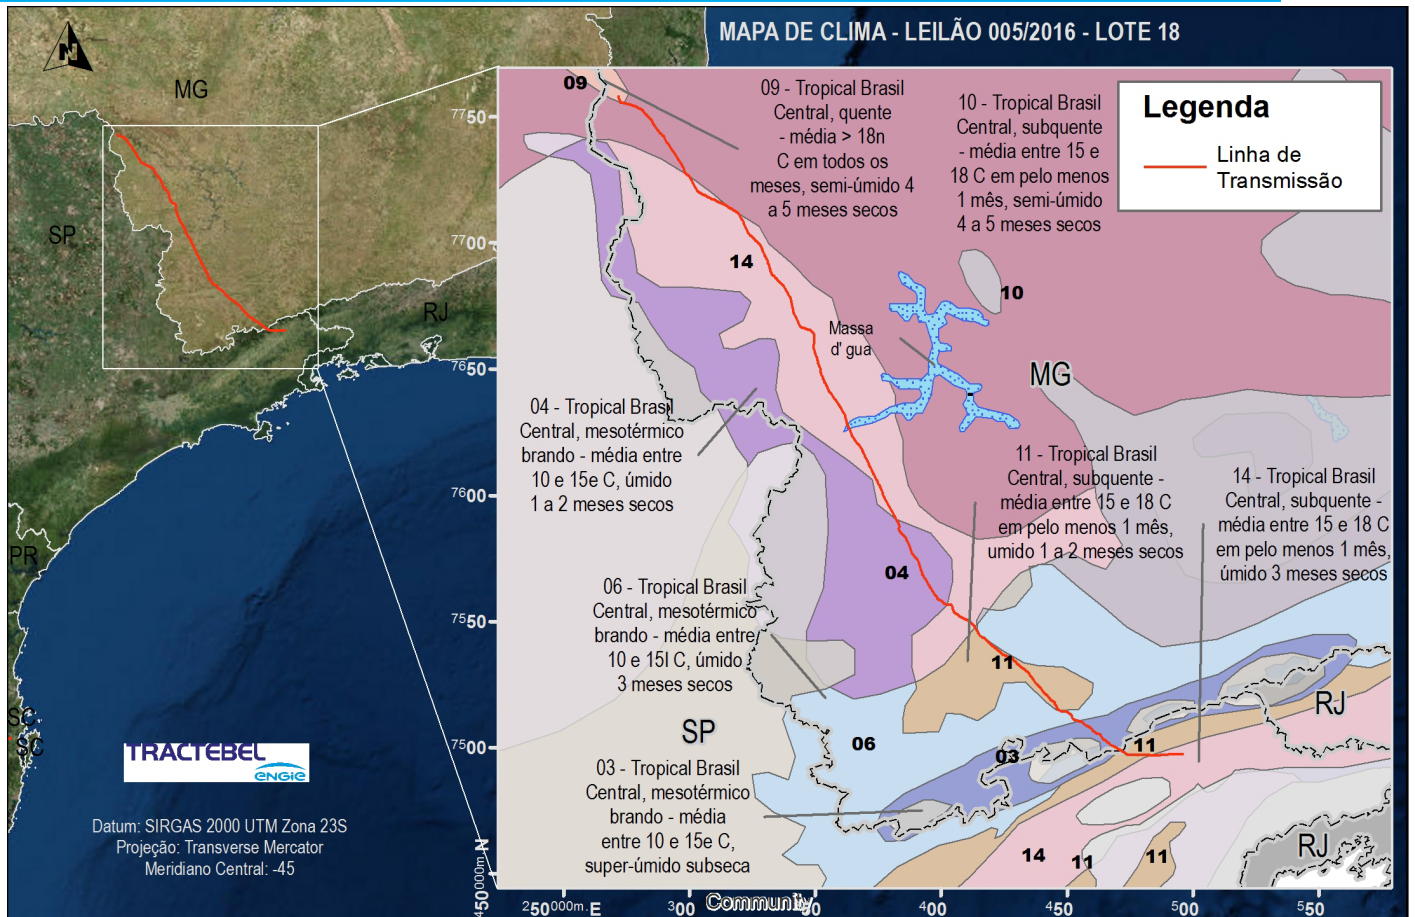 MAPA DE CLIMA - LEILÃO 005/2016 - LOTE 18
N
MG
SP
RJ
PR
SC
SC
TRACTEBEL
ENGIE
Datum: SIRGAS 2000 UTM Zona 23S
Projeção: Transverse Mercator
Meridiano Central: -45
Legenda
Linha de
Transmissão
09
09 - Tropical Brasil
Central, quente
- média > 18n
C em todos os
meses, semi-úmido 4
a 5 meses secos
10 - Tropical Brasil
Central, subquente
- média entre 15 e
18 C em pelo menos
1 mês, semi-úmido
4 a 5 meses secos
14
10
Massa
d' gua
MG
04 - Tropical Brasil
Central, mesotérmico
brando - média entre
10 e 15e C, úmido
1 a 2 meses secos
11 - Tropical Brasil
Central, subquente -
média entre 15 e 18 C
em pelo menos 1 mês,
umido 1 a 2 meses secos
14 - Tropical Brasil
Central, subquente -
média entre 15 e 18 C
em pelo menos 1 mês,
úmido 3 meses secos
04
06 - Tropical Brasil
Central, mesotérmico
brando - média entre
10 e 15l C, úmido
3 meses secos
11
SP
RJ
06
03
11
03 - Tropical Brasil
Central, mesotérmico
brando - média
entre 10 e 15e C,
super-úmido subseca
14
11
11
RJ
7750
7700
7650
7600
7550
7500
7450000m N
250000m. E
300
400
450
500
550
Community